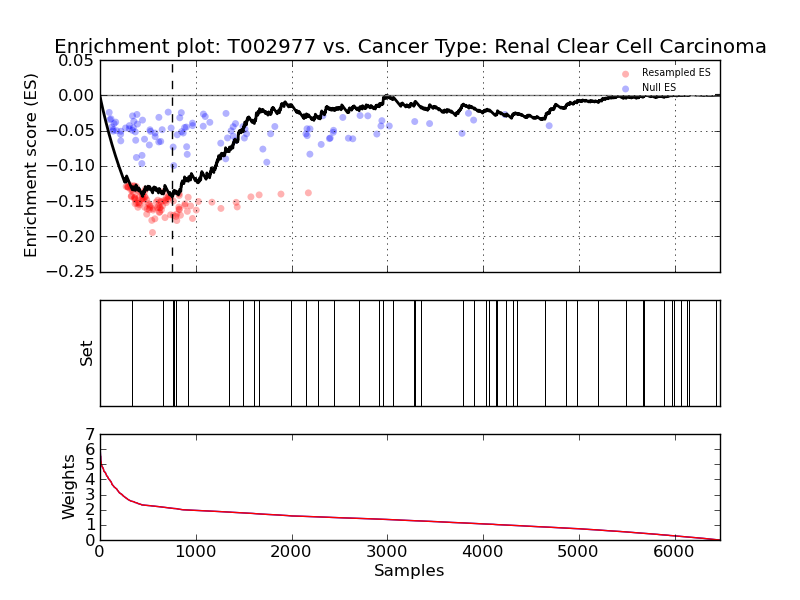 Enrichment plot: T002977 vs. Cancer Type: Renal Clear Cell Carcinoma
Enrichment score (ES)
0.05
0.00
−0.05
−0.10
−0.15
−0.20
−0.25
Resampled ES
Null ES
Set
Weights
7
6
5
4
3
2
1
0
0 1000 2000 3000 4000 5000 6000
Samples